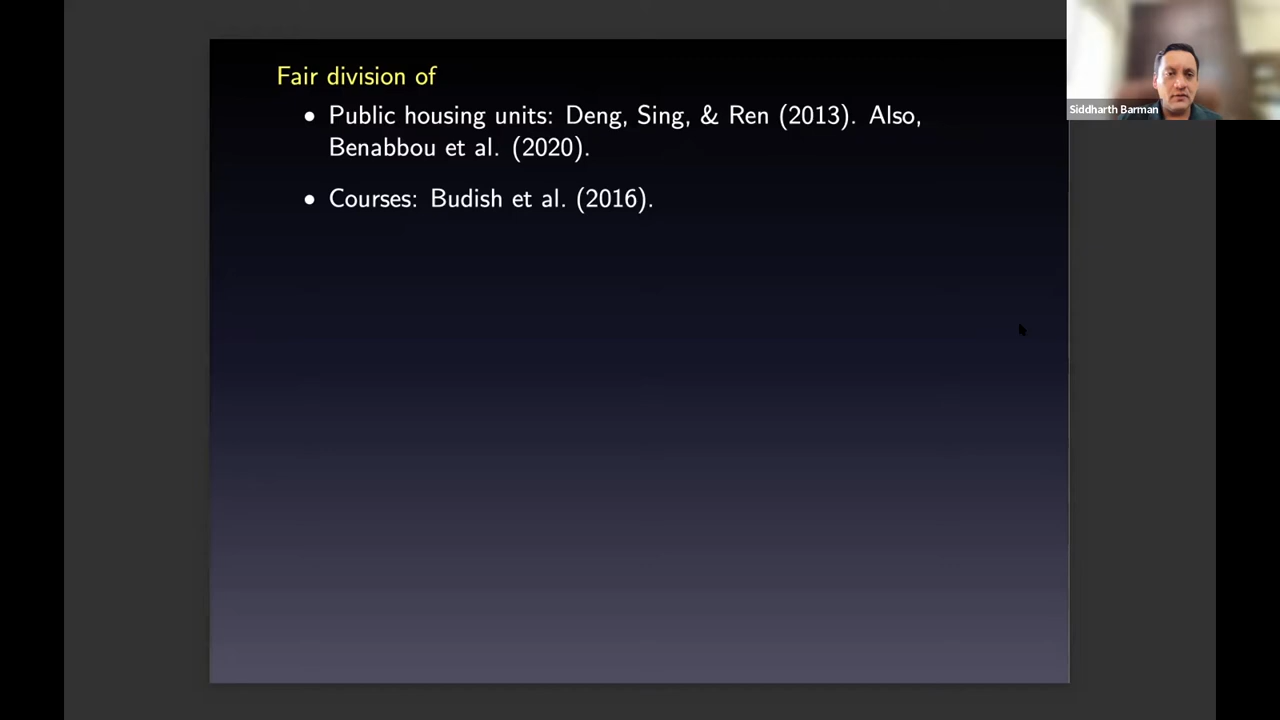 Fair division of
• Public housing units: Deng, Sing, & Ren (2013). Also,
Benabbou et al. (2020).
• Courses: Budish et al. (2016).
Siddharth Barman